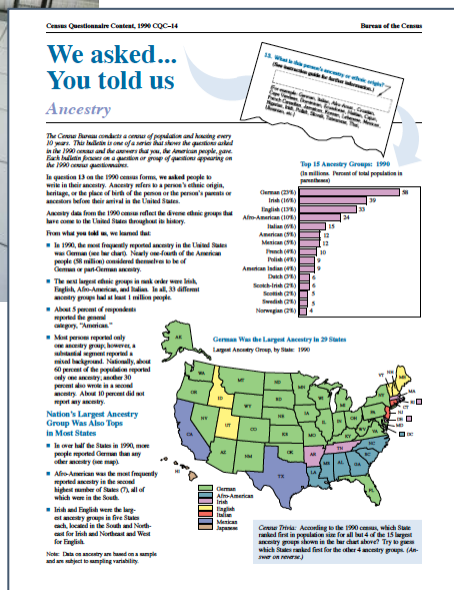 Census Questionnaire Content, 1990 CQC–14
Bureau of the Census
We asked...
You told us
Ancestry
The Census Bureau conducts a census of population and housing every
10 years. This bulletin is one of a series that shows the questions asked
in the 1990 census and the answers that you, the American people, gave.
Each bulletin focuses on a question or group of questions appearing on
the 1990 census questionnaires.
In question 13 on the 1990 census forms, we asked people to
write in their ancestry. Ancestry refers to a person's ethnic origin,
heritage, or the place of birth of the person or the person's parents or
ancestors before their arrival in the United States.
Ancestry data from the 1990 census reflect the diverse ethnic groups that
have come to the United States throughout its history.
From what you told us, we learned that:
In 1990, the most frequently reported ancestry in the United States
was German (see bar chart). Nearly one-fourth of the American
people (58 million) considered themselves to be of
German or part-German ancestry.
The next largest ethnic groups in rank order were Irish,
English, Afro-American, and Italian. In all, 33 different
ancestry groups had at least 1 million people.
About 5 percent of respondents
reported the general
category, "American."
Most persons reported only
one ancestry group; however, a
substantial segment reported a
mixed background. Nationally, about
60 percent of the population reported
only one ancestry; another 30
percent also wrote in a second
ancestry. About 10 percent did not
report any ancestry.
Nation's Largest Ancestry
Group Was Also Tops
in Most States
In over half the States in 1990, more
people reported German than any
other ancestry (see map).
Afro-American was the most frequently
reported ancestry in the second
highest number of States (7), all of
which were in the South.
Irish and English were the larg-
est ancestry groups in five States
each, located in the South and North-
east for Irish and Northeast and West
for English.
Note: Data on ancestry are based on a sample
and are subject to sampling variability.
13. What is this person's ancestry or ethnic origin?
(See instruction guide for further information.)
Top 15 Ancestry Groups: 1990
(In millions. Percent of total population in
parentheses)
German (23%) 58
Irish (16%) 39
English (13%) 33
Afro-American (10%) 24
Italian (6%) 15
American (5%) 12
Mexican (5%) 12
French (4%) 10
Polish (4%) 9
American Indian (4%) 9
Dutch (3%) 6
Scotch-Irish (2%) 6
Scottish (2%) 5
Swedish (2%) 5
Norwegian (2%) 4
German Was the Largest Ancestry in 29 States
Largest Ancestry Group, by State: 1990
German
Afro-American
Irish
English
Italian
Mexican
Japanese
Census Trivia: According to the 1990 census, which State
ranked first in population size for all but 4 of the 15 largest
ancestry groups shown in the bar chart above? Try to guess
which States ranked first for the other 4 ancestry groups. (An-
swer on reverse.)